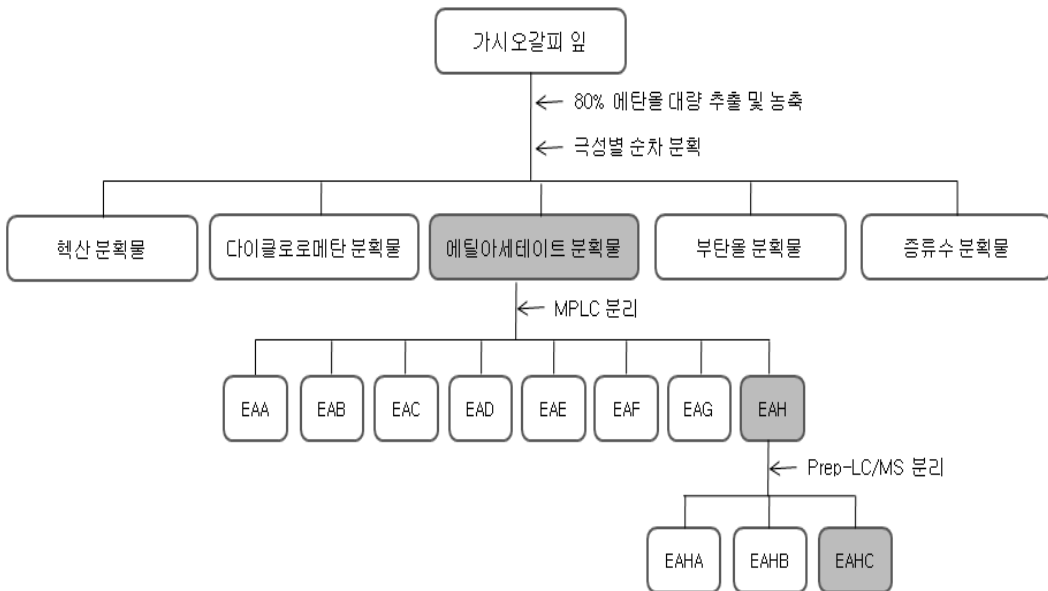 가시오갈피 잎
80% 에탄올 대량 추출 및 농축
극성별 순차 분획
헥산 분획물
다이클로로메탄 분획물
에틸아세테이트 분획물
부탄올 분획물
증류수 분획물
MPLC 분리
EAA
EAB
EAC
EAD
EAE
EAF
EAG
EAH
Prep-LC/MS 분리
EAHA
EAHB
EAHC